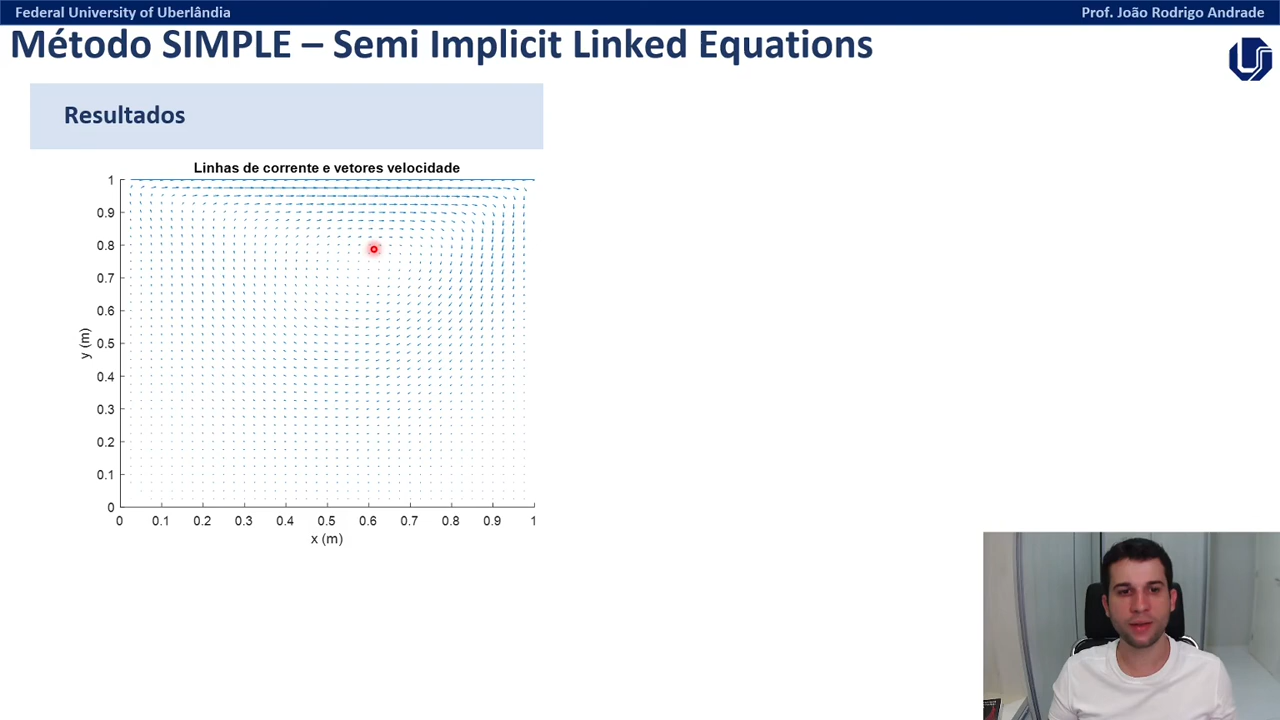 Federal University of Uberlândia
Prof. João Rodrigo Andrade
Método SIMPLE – Semi Implicit Linked Equations
Resultados
Linhas de corrente e vetores velocidade
1
0.9
0.8
0.7
0.6
0.5
0.4
0.3
0.2
0.1
0
y (m)
0 0.1 0.2 0.3 0.4 0.5 0.6 0.7 0.8 0.9 1
x (m)